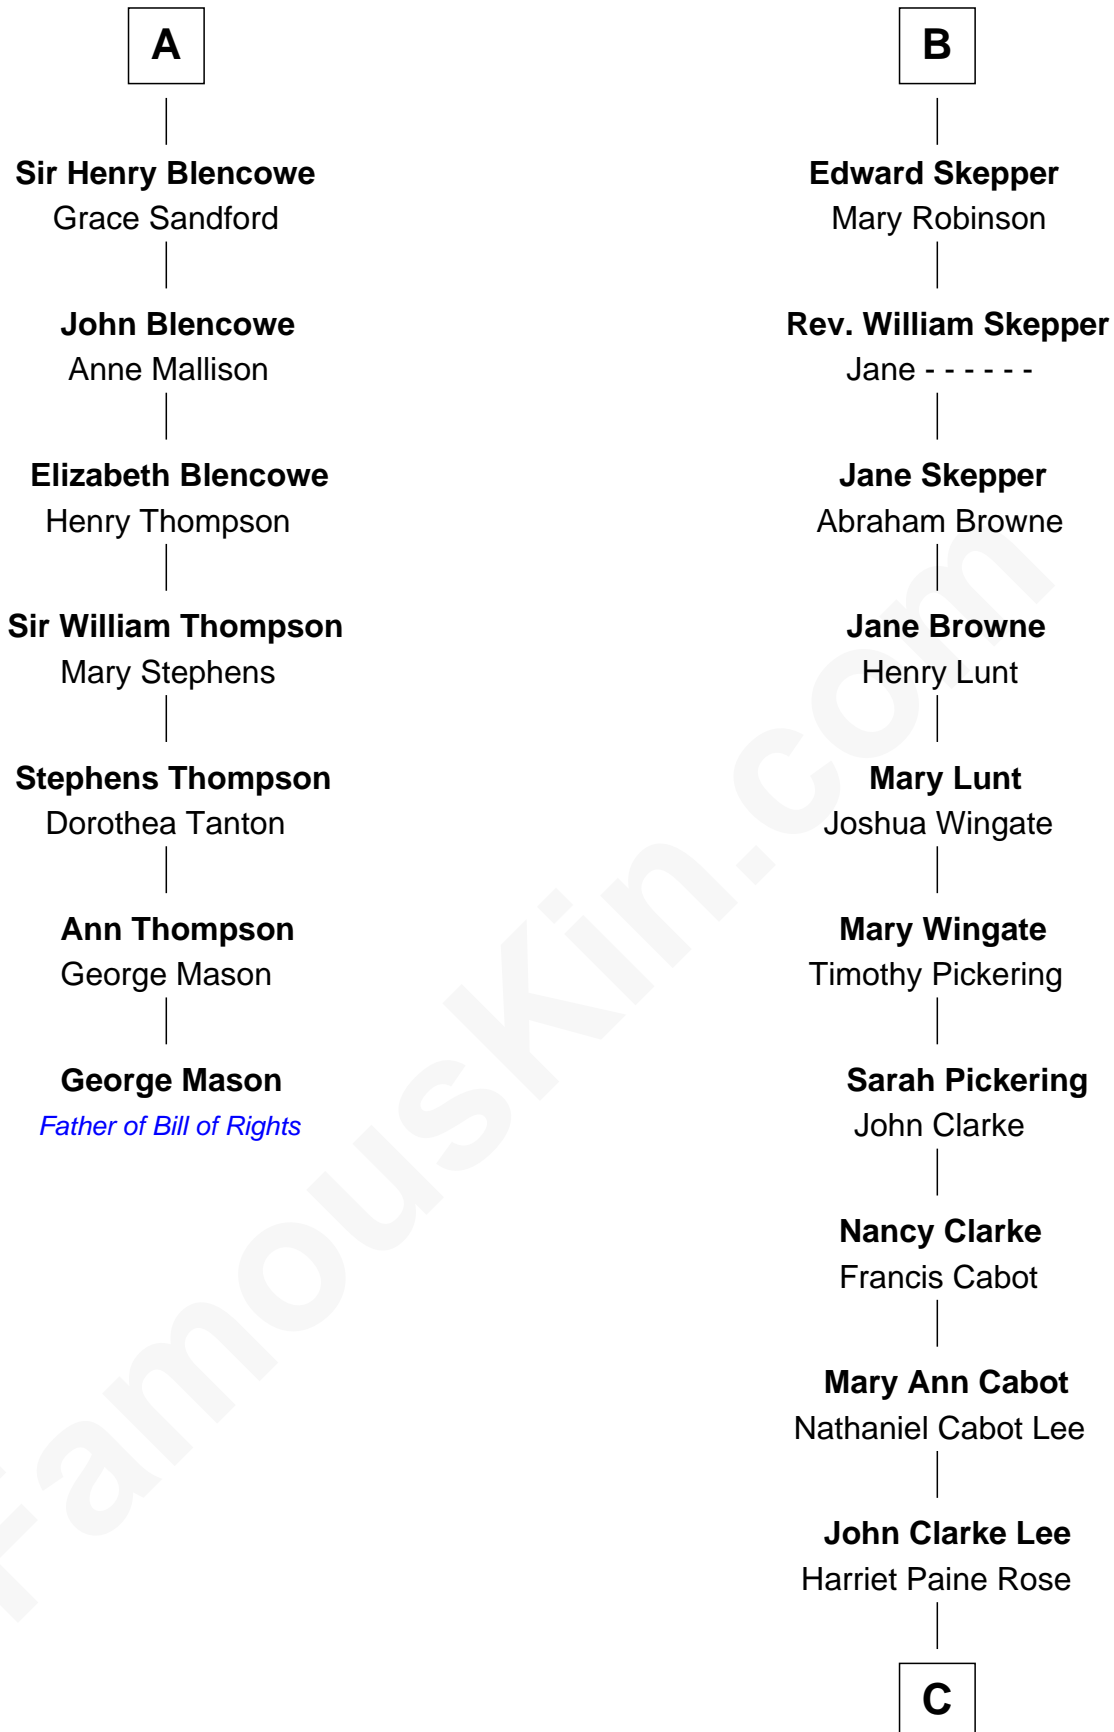 A
Sir Henry Blencowe
Grace Sandford
John Blencowe
Anne Mallison
Elizabeth Blencowe
Henry Thompson
Sir William Thompson
Mary Stephens
Stephens Thompson
Dorothea Tanton
Ann Thompson
George Mason
George Mason
Father of Bill of Rights
B
Edward Skepper
Mary Robinson
Rev. William Skepper
Jane - - - - - -
Jane Skepper
Abraham Browne
Jane Browne
Henry Lunt
Mary Lunt
Joshua Wingate
Mary Wingate
Timothy Pickering
Sarah Pickering
John Clarke
Nancy Clarke
Francis Cabot
Mary Ann Cabot
Nathaniel Cabot Lee
John Clarke Lee
Harriet Paine Rose
C
FamousKin.com